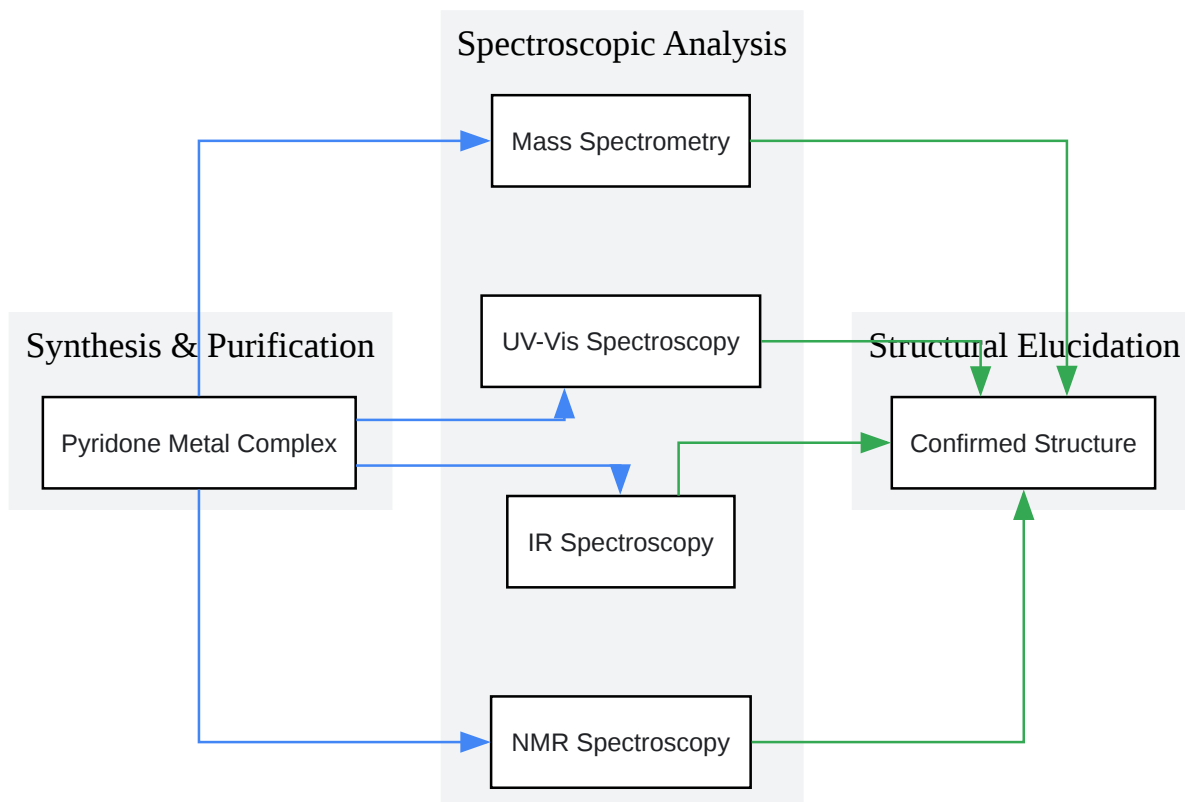 Spectroscopic Analysis
Mass Spectrometry
UV-Vis Spectroscopy
IR Spectroscopy
NMR Spectroscopy
Synthesis & Purification
Pyridone Metal Complex
Structural Elucidation
Confirmed Structure